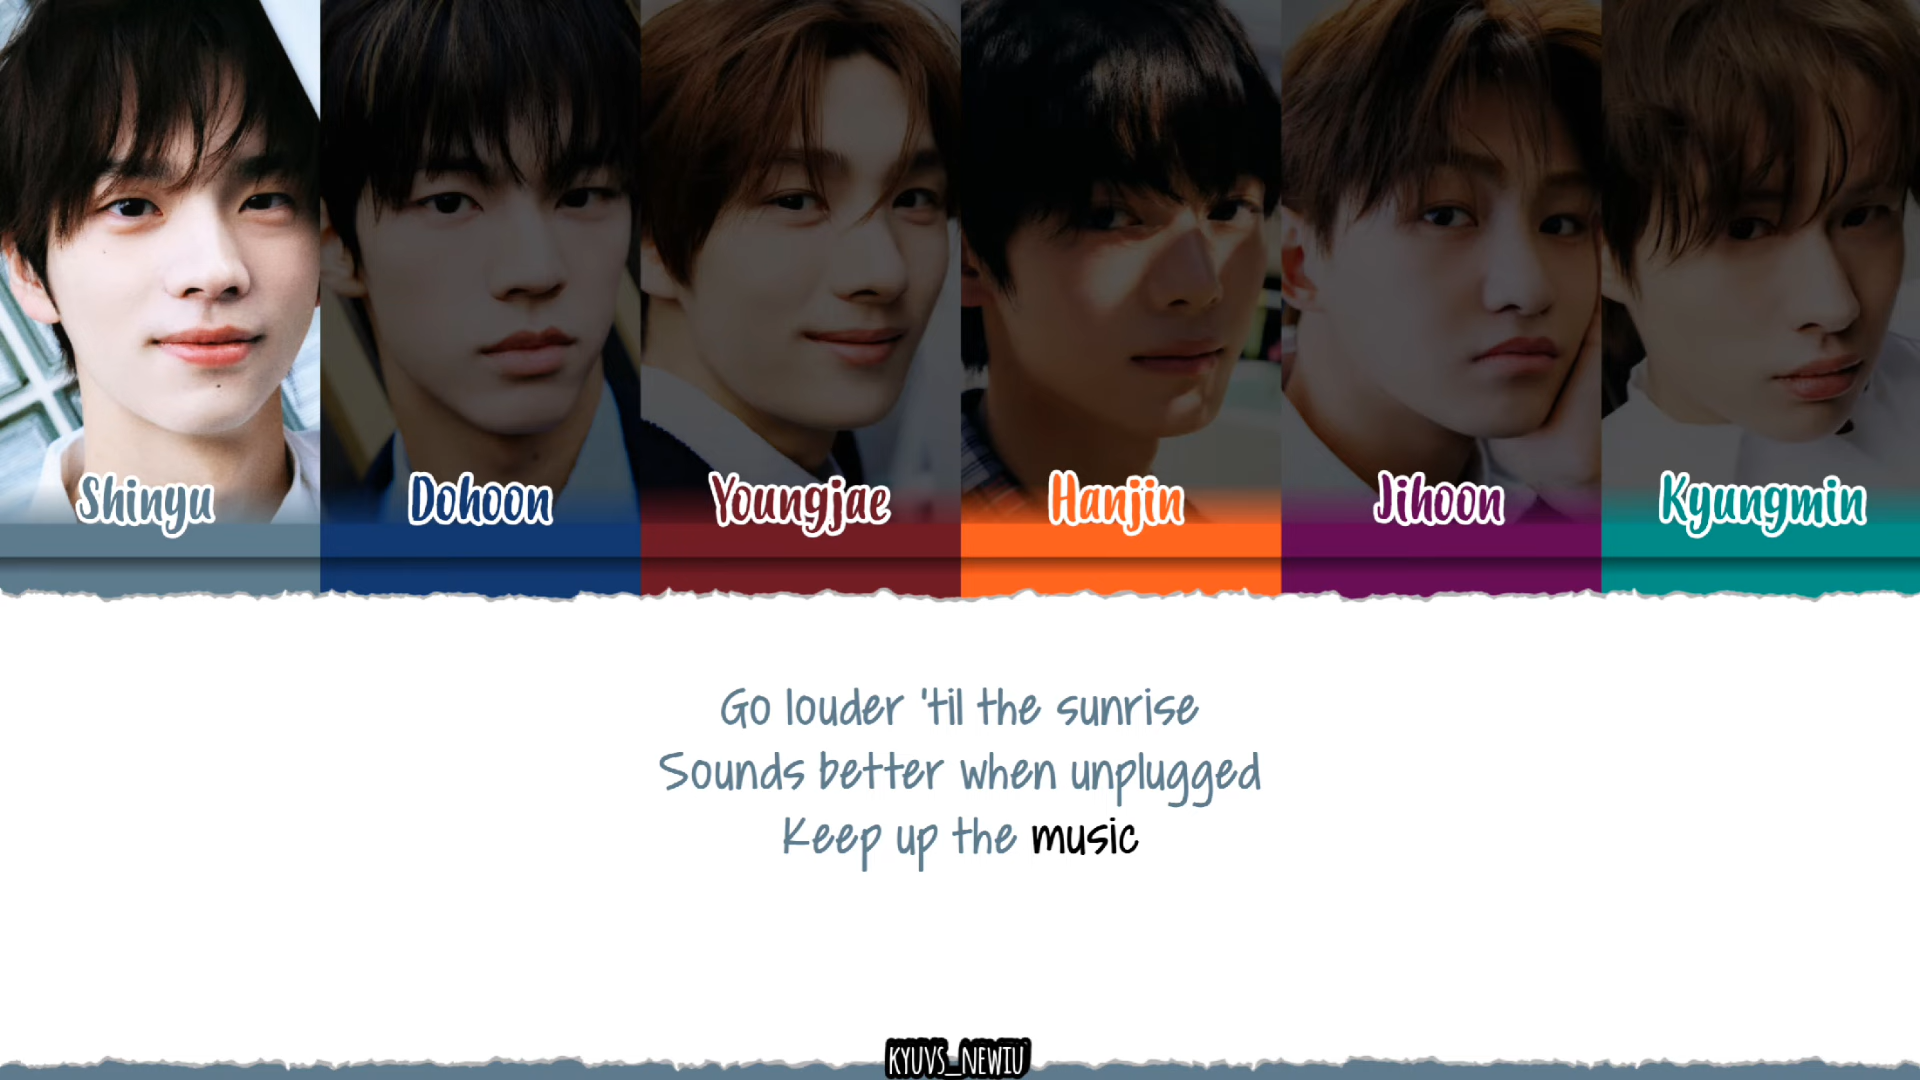 Shinyu Dohoon Youngjae Hanjin Jihoon Kyungmin
Go louder 'til the sunrise
Sounds better when unplugged
Keep up the music
KYUVS_NEWIU